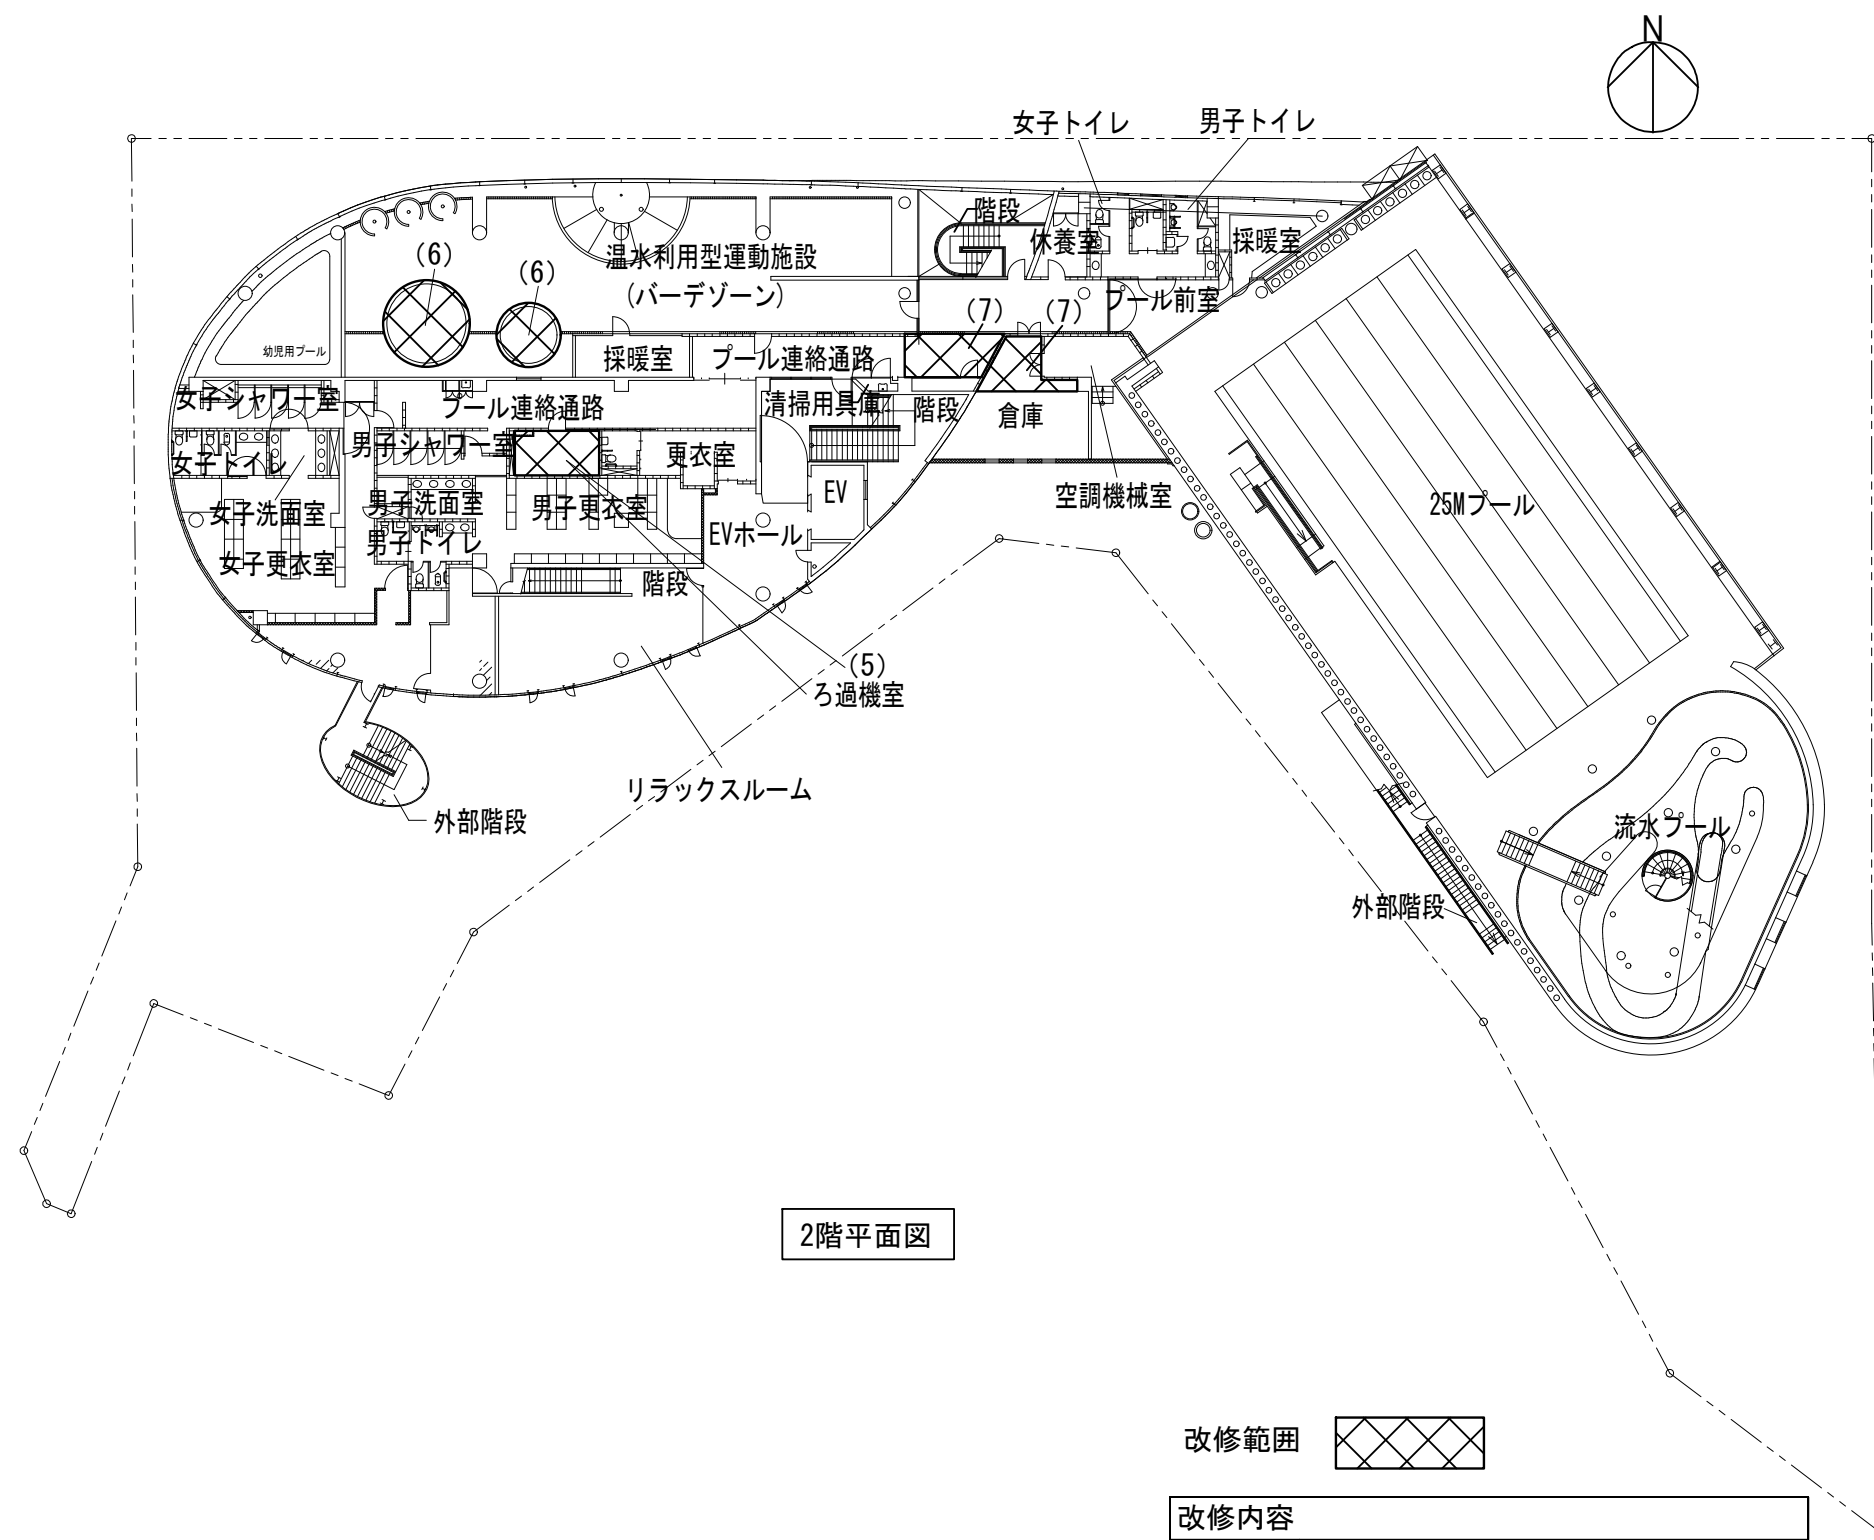 N
女子トイレ
男子トイレ
階段
休養室
採暖室
温水利用型運動施設
(バーデゾーン)
(6)
(6)
プール前室
(7)
(7)
幼児用プール
採暖室
プール連絡通路
女子シャワー室
プール連絡通路
清掃用具庫
階段
倉庫
男子シャワー室
女子トイレ
更衣室
EV
空調機械室
25Mプール
男子洗面室
男子更衣室
女子洗面室
EVホール
男子トイレ
女子更衣室
階段
(5)
ろ過機室
リラックスルーム
外部階段
流水プール
外部階段
2階平面図
改修範囲
改修内容